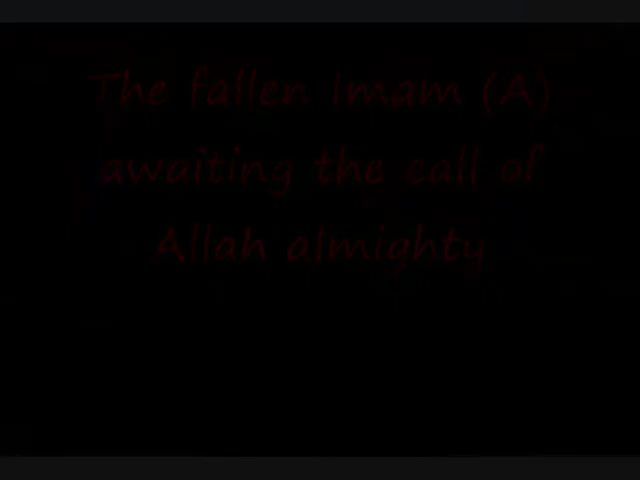 The fallen imam (A)
awaiting the call of
Allah almighty